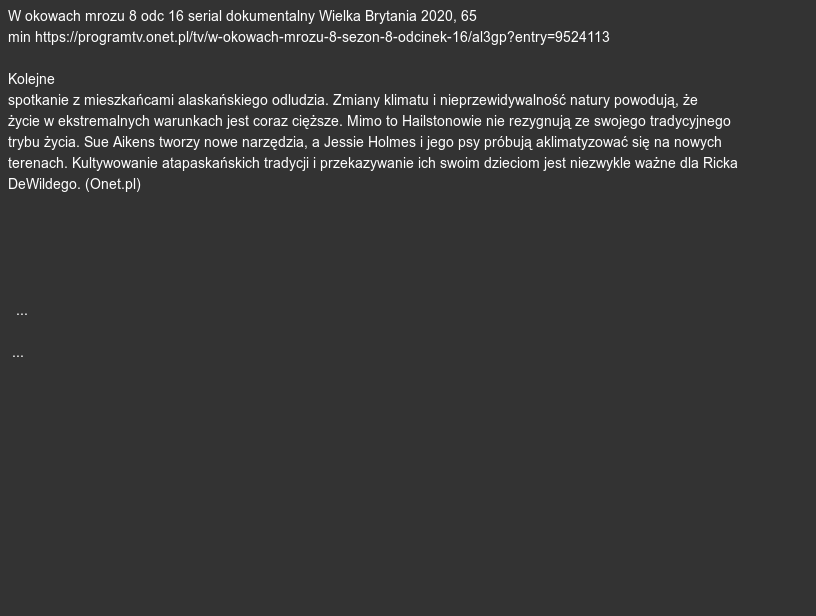 W okowach mrozu 8 odc 16 serial dokumentalny Wielka Brytania 2020, 65
min https://programtv.onet.pl/tv/w-okowach-mrozu-8-sezon-8-odcinek-16/al3gp?entry=9524113
Kolejne
spotkanie z mieszkańcami alaskańskiego odludzia. Zmiany klimatu i nieprzewidywalność natury powodują, że
życie w ekstremalnych warunkach jest coraz cięższe. Mimo to Hailstonowie nie rezygnują ze swojego tradycyjnego
trybu życia. Sue Aikens tworzy nowe narzędzia, a Jessie Holmes i jego psy próbują aklimatyzować się na nowych
terenach. Kultywowanie atapaskańskich tradycji i przekazywanie ich swoim dzieciom jest niezwykle ważne dla Ricka
DeWildego. (Onet.pl)
...
...